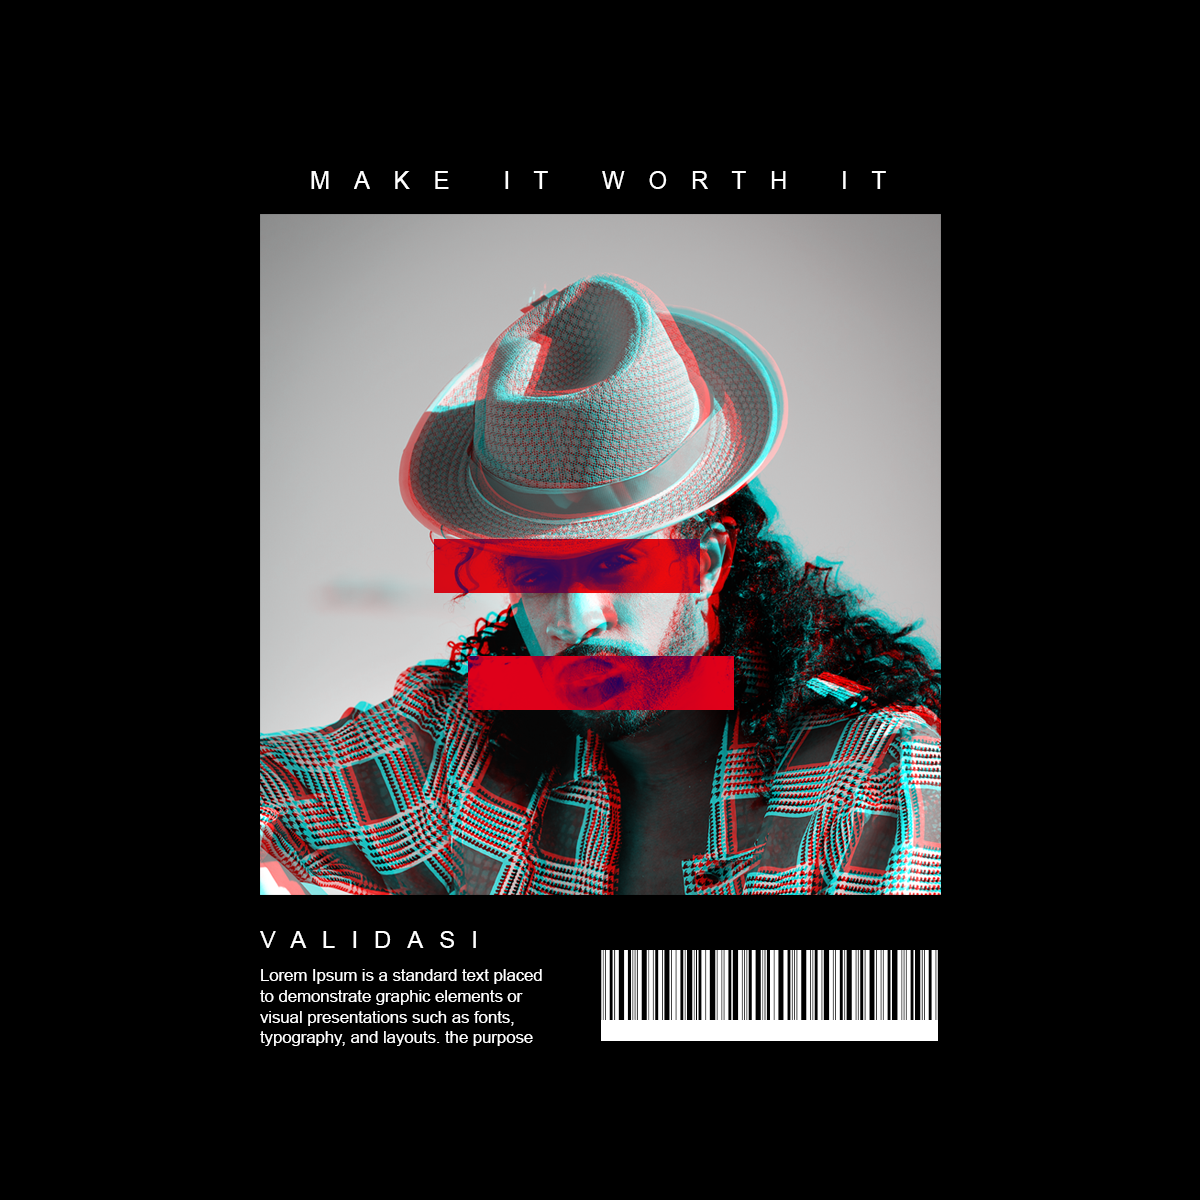 MAKE IT WORTH IT
VALIDASI
Lorem Ipsum is a standard text placed
to demonstrate graphic elements or
visual presentations such as fonts,
typography, and layouts. the purpose